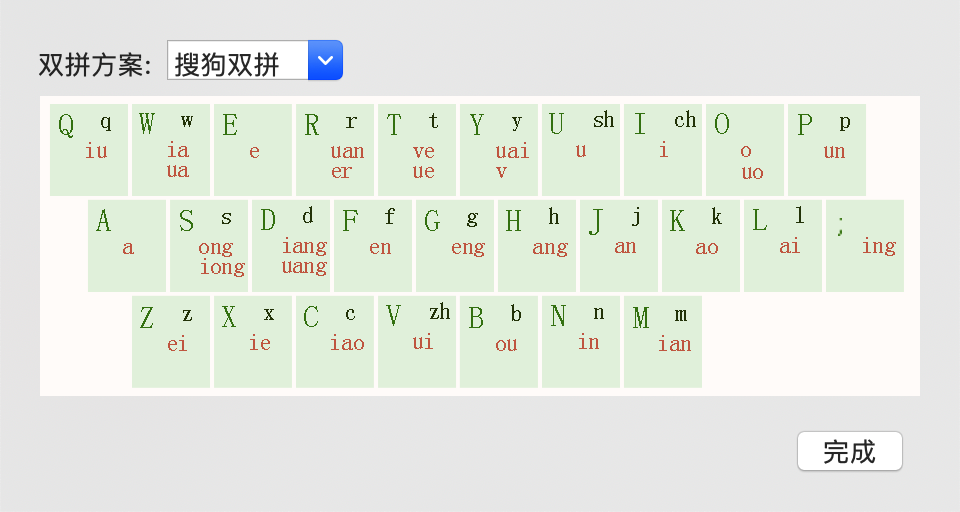 双拼方案: 搜狗双拼
Q q W w E R r T t Y y U sh I ch O P p
iu ia e uan ve uai u i o un
ua er ue v uo
A S s D d F f G g H h J j K k L l ;
a ong iang en eng ang an ao ai ing
iong uang
Z z X x C c V zh B b N n M m
ei ie iao ui ou in ian
完成